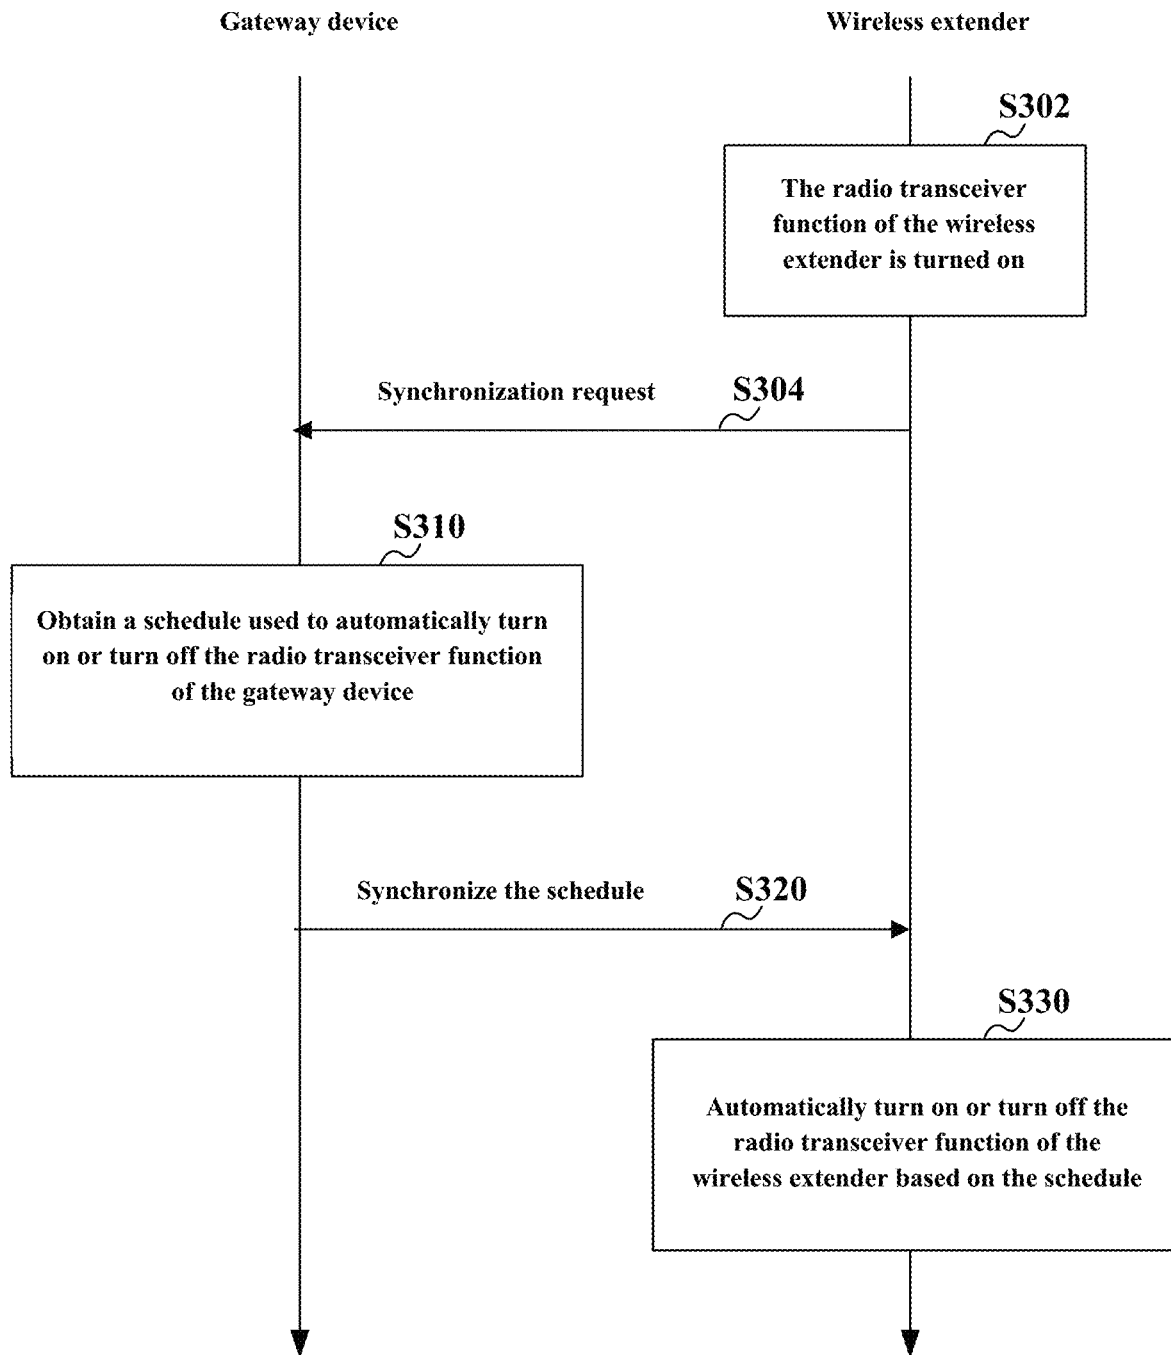 Gateway device
Wireless extender
S302
The radio transceiver
function of the wireless
extender is turned on
Synchronization request
S304
S310
Obtain a schedule used to automatically turn
on or turn off the radio transceiver function
of the gateway device
Synchronize the schedule
S320
S330
Automatically turn on or turn off the
radio transceiver function of the
wireless extender based on the schedule